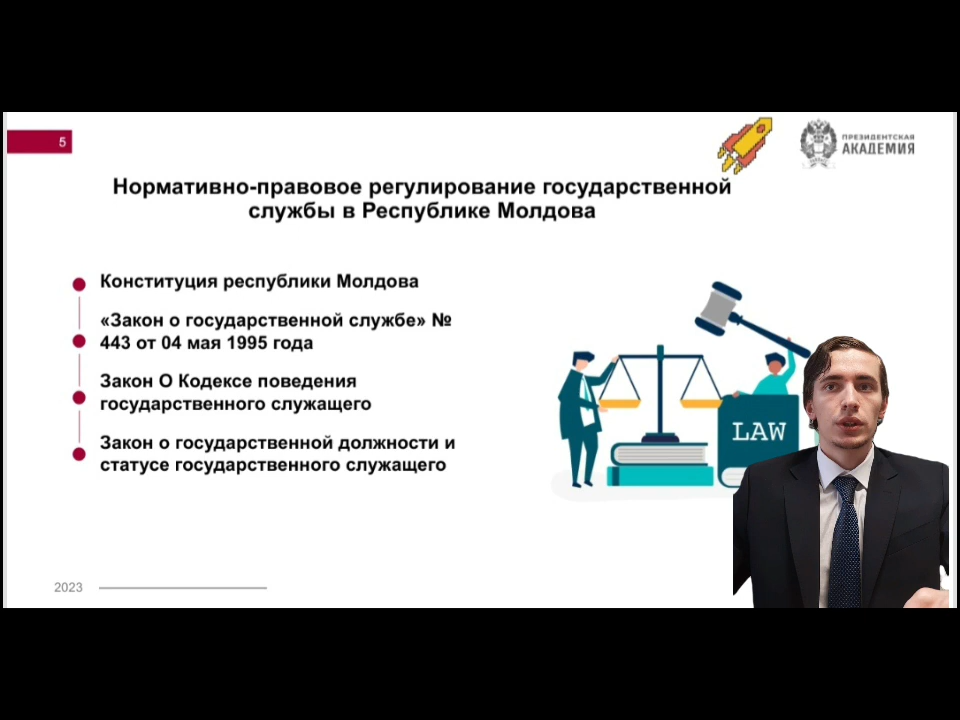 5
ПРЕЗИДЕНТСКАЯ
АКАДЕМИЯ
Нормативно-правовое регулирование государственной
службы в Республике Молдова
Конституция республики Молдова
«Закон о государственной службе» №
443 от 04 мая 1995 года
Закон О Кодексе поведения
государственного служащего
Закон о государственной должности и
статусе государственного служащего
LAW
2023